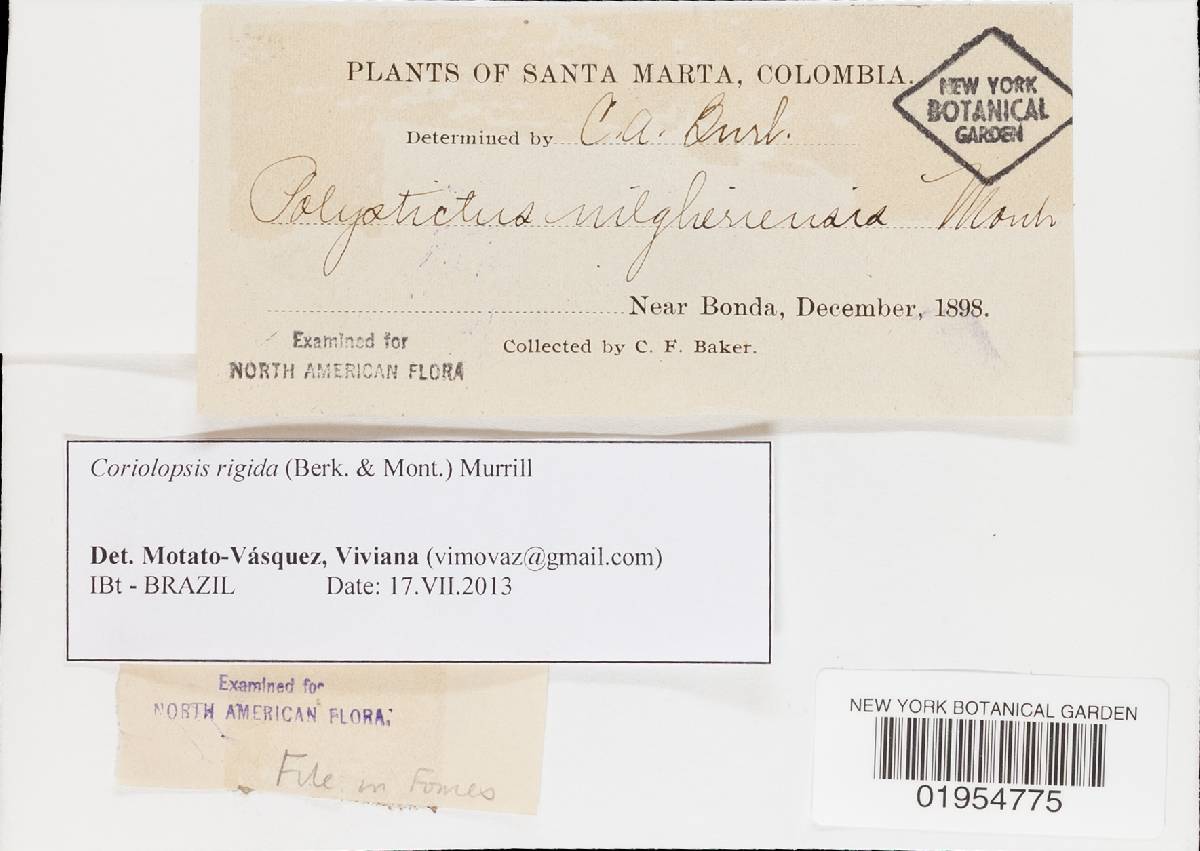 PLANTS OF SANTA MARTA, COLOMBIA.
NEW YORK
BOTANICAL
GARDEN
Determined by C. A. Burl.
Polystictus nilgheriensis Mont
Near Bonda, December, 1898.
Examined for
NORTH AMERICAN FLORA
Collected by C. F. Baker.
Coriolopsis rigida (Berk. & Mont.) Murrill
Det. Motato-Vásquez, Viviana (vimovaz@gmail.com)
IBt - BRAZIL Date: 17.VII.2013
Examined for
NORTH AMERICAN FLORA.
File in Fomes
NEW YORK BOTANICAL GARDEN
01954775